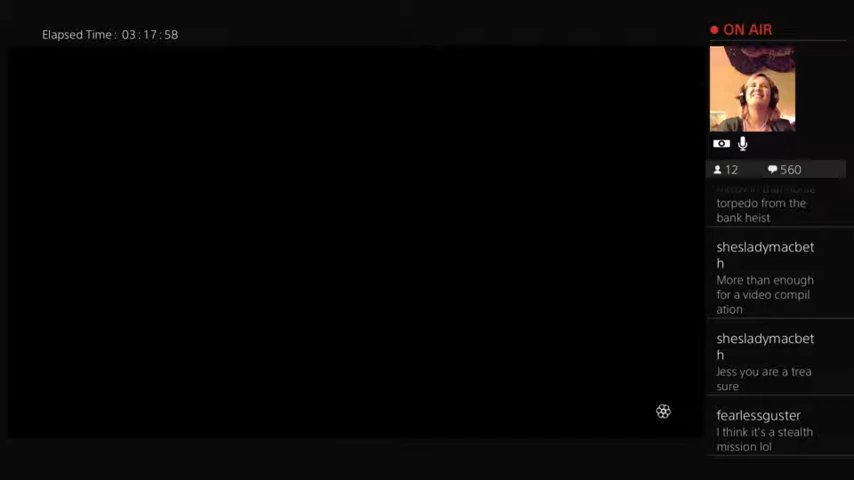 Elapsed Time: 03:17:58
ON AIR
12 560
torpedo from the
bank heist
shesladymacbet
h
More than enough
for a video compil
ation
shesladymacbet
h
Jess you are a trea
sure
fearlessguster
I think it's a stealth
mission lol